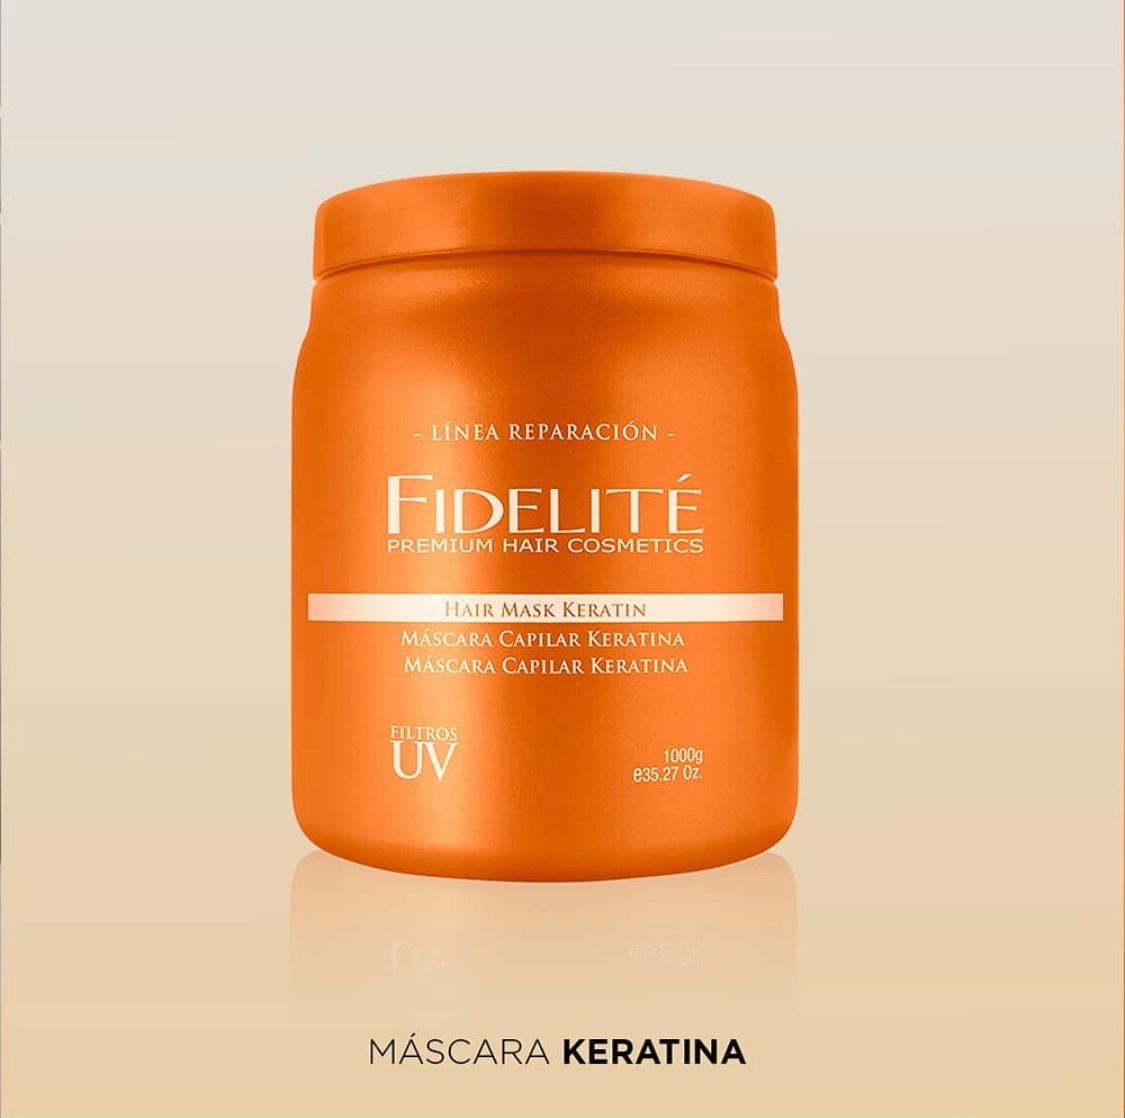 - LÍNEA REPARACIÓN -
FIDELITÉ
PREMIUM HAIR COSMETICS
HAIR MASK KERATIN
MÁSCARA CAPILAR KERATINA
MÁSCARA CAPILAR KERATINA
FILTROS
UV
1000g
e35.27 Oz.
MÁSCARA KERATINA